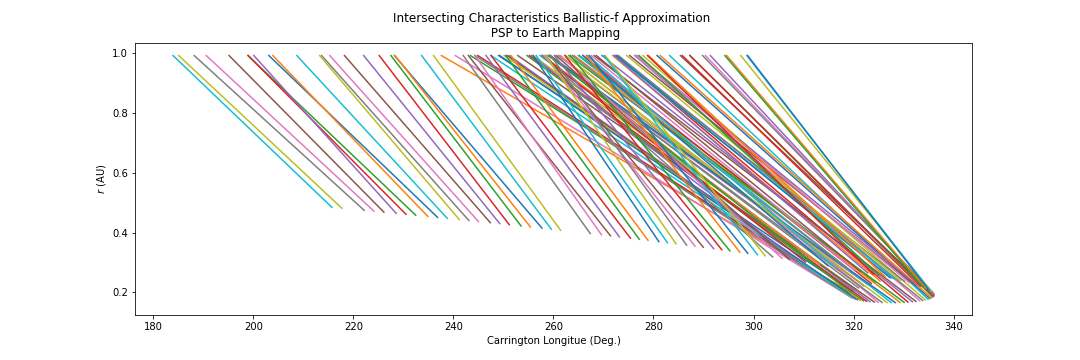 Intersecting Characteristics Ballistic-f Approximation
PSP to Earth Mapping
1.0
0.8
0.6
0.4
0.2
r (AU)
180 200 220 240 260 280 300 320 340
Carrington Longitue (Deg.)